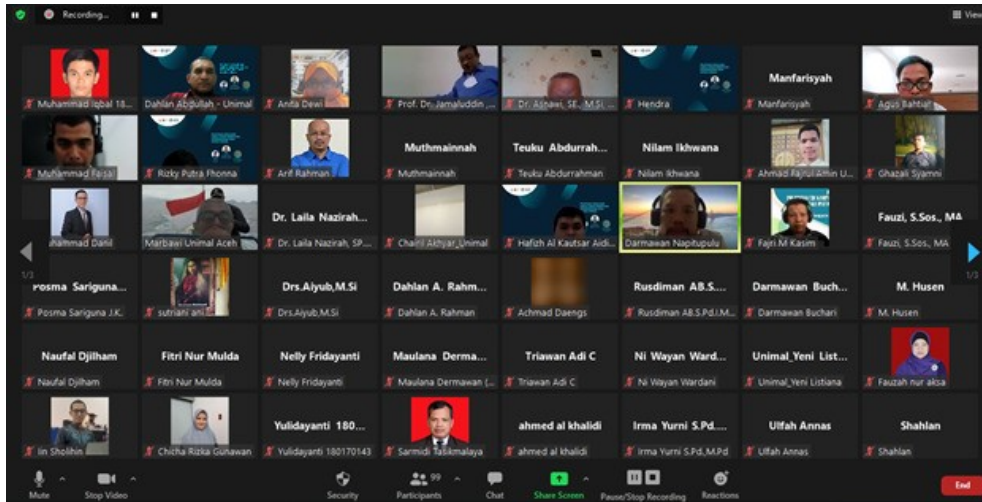 Recording...
View
Muhammad Iqbal 18...
Dahlan Abdullah - Unimal
Anita Dewi
Prof. Dr. Jamaluddin ,...
Dr. Asnawi, SE., M.Si, ...
Hendra
Manfarisyah
Manfarisyah
Agus Bahtiar
Muhammad Faisal
Rizky Putra Fhonna
Arif Rahman
Muthmainnah
Muthmainnah
Teuku Abdurrah...
Teuku Abdurrahman
Nilam Ikhwana
Nilam Ikhwana
Ahmad Fajrul Amin U...
Ghazali Syamni
Danil
Marbawi Unimal Aceh
Dr. Laila Nazirah...
Dr. Laila Nazirah, SP....
Chairil Akhyar_Unimal
Hafizh Al Kautsar Aidi...
Darmawan Napitupulu
Fajri M Kasim
Fauzi, S.Sos., MA
Fauzi, S.Sos., MA
1/3
1/3
Posma Sariguna...
Posma Sariguna J.K..
sutriani ani
Drs.Aiyub,M.Si
Drs.Aiyub,M.Si
Dahlan A. Rahm...
Dahlan A. Rahman
Achmad Daengs
Rusdiman AB.S....
Rusdiman AB.S.Pd.I.M...
Darmawan Buch...
Darmawan Buchari
M. Husen
M. Husen
Naufal Djilham
Naufal Djilham
Fitri Nur Mulda
Fitri Nur Mulda
Nelly Fridayanti
Nelly Fridayanti
Maulana Derma...
Maulana Dermawan (...
Triawan Adi C
Triawan Adi C
Ni Wayan Ward...
Ni Wayan Wardani
Unimal_Yeni List...
Unimal_Yeni Listiana
Fauzah nur aksa
Iin Sholihin
Chicha Rizka Gunawan
Yulidayanti 180...
Yulidayanti 180170143
Sarmidi Tasikmalaya
ahmed al khalidi
ahmed al khalidi
Irma Yurni S.Pd....
Irma Yurni S.Pd, M.Pd
Ulfah Annas
Ulfah Annas
Shahlan
Shahlan
99
Mute
Stop Video
Security
Participants
Chat
Share Screen
Pause/Stop Recording
Reactions
End